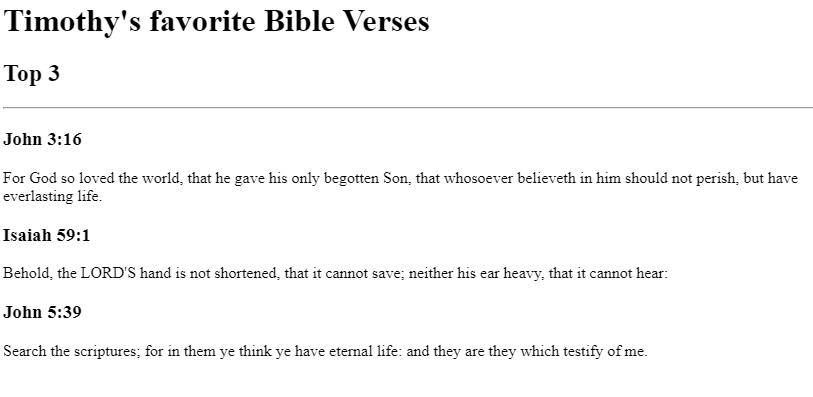 Timothy's favorite Bible Verses
Top 3
John 3:16
For God so loved the world, that he gave his only begotten Son, that whosoever believeth in him should not perish, but have
everlasting life.
Isaiah 59:1
Behold, the LORD'S hand is not shortened, that it cannot save; neither his ear heavy, that it cannot hear:
John 5:39
Search the scriptures; for in them ye think ye have eternal life: and they are they which testify of me.